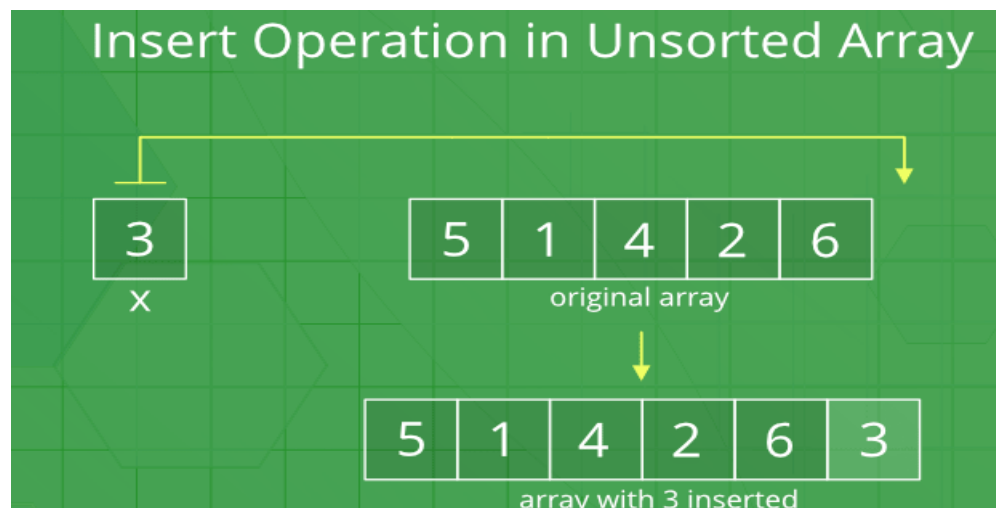 Insert Operation in Unsorted Array
3
5 1 4 2 6
x
original array
5 1 4 2 6 3
array with 3 inserted